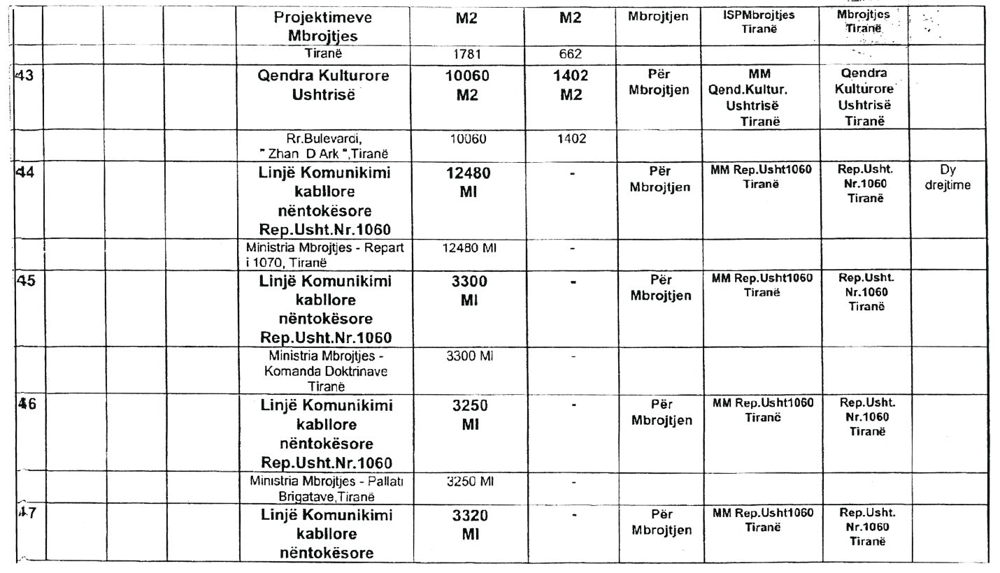 Projektimeve M2 M2 Mbrojtjen ISPMbrojtjes Mbrojtjes
Mbrojtjes Tiranë Tiranë
Tiranë 1781 662
43 Qendra Kulturore 10060 1402 Për MM Qendra
Ushtrisë M2 M2 Mbrojtjen Qend.Kultur. Kulturore
Ushtrisë Ushtrisë
Tiranë Tiranë
Rr.Bulevardi, 10060 1402
" Zhan D Ark ",Tiranë
44 Linjë Komunikimi 12480 - Për MM Rep.Usht1060 Rep.Usht. Dy
kabllore Ml Mbrojtjen Tiranë Nr.1060 drejtime
nëntokësore Tiranë
Rep.Usht.Nr.1060
Ministria Mbrojtjes - Repart 12480 Ml -
i 1070, Tiranë
45 Linjë Komunikimi 3300 - Për MM Rep.Usht1060 Rep.Usht.
kabllore Ml Mbrojtjen Tiranë Nr.1060
nëntokësore Tiranë
Rep.Usht.Nr.1060
Ministria Mbrojtjes - 3300 Ml -
Komanda Doktrinave
Tiranë
46 Linjë Komunikimi 3250 - Për MM Rep.Usht1060 Rep.Usht.
kabllore Ml Mbrojtjen Tiranë Nr.1060
nëntokësore Tiranë
Rep.Usht.Nr.1060
Ministria Mbrojtjes - Pallati 3250 Ml -
Brigatave,Tiranë
47 Linjë Komunikimi 3320 - Për MM Rep.Usht1060 Rep.Usht.
kabllore Ml Mbrojtjen Tiranë Nr.1060
nëntokësore Tiranë